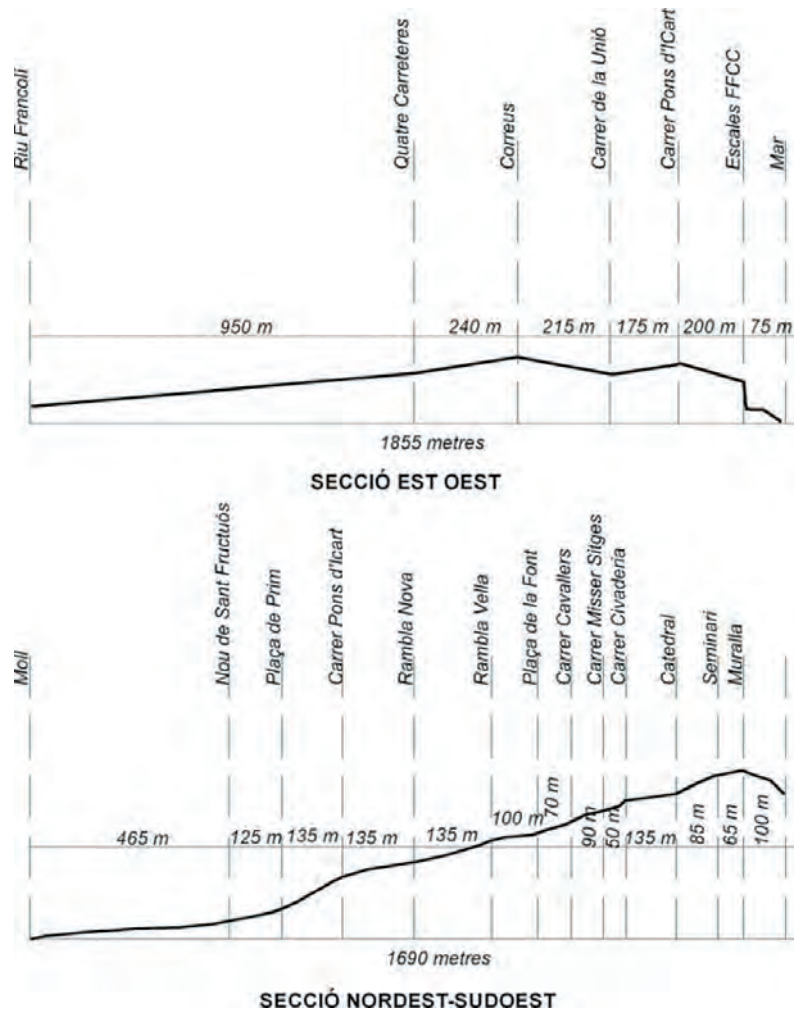 Riu Francolí
Quatre Carreteres
Correus
Carrer de la Unió
Carrer Pons d'ICart
Escales FFCC
Mar
950 m
240 m
215 m
175 m
200 m
75 m
1855 metres
SECCIÓ EST OEST
Moll
Nou de Sant Fructuós
Plaça de Prim
Carrer Pons d'Icart
Rambla Nova
Rambla Vella
Plaça de la Font
Carrer Cavallers
Carrer Misser Sitges
Carrer Civaderia
Catedral
Seminari
Muralla
465 m
125 m
135 m
135 m
135 m
100 m
70 m
90 m
50 m
135 m
85 m
65 m
100 m
1690 metres
SECCIÓ NORDEST-SUDOEST